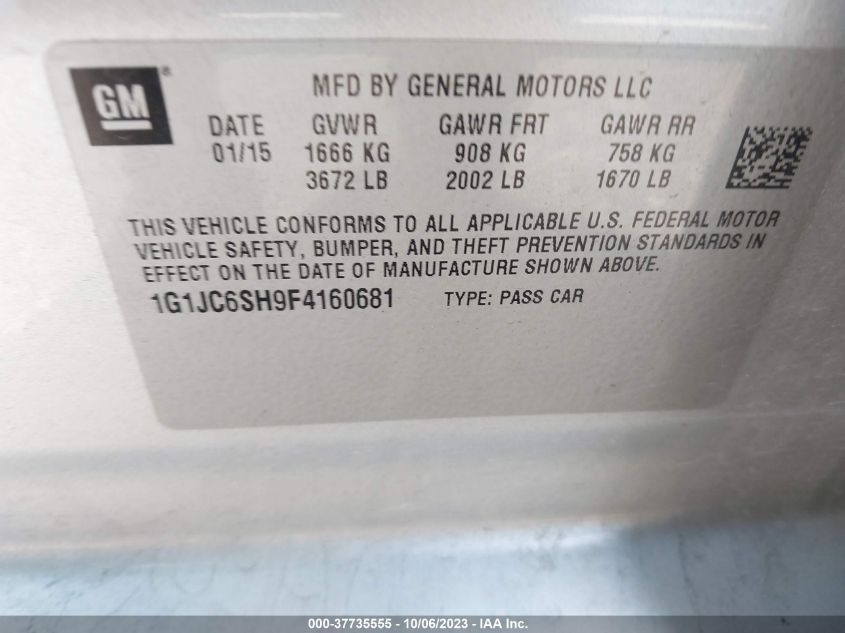 GM®
MFD BY GENERAL MOTORS LLC
DATE GVWR GAWR FRT GAWR RR
01/15 1666 KG 908 KG 758 KG
3672 LB 2002 LB 1670 LB
THIS VEHICLE CONFORMS TO ALL APPLICABLE U.S. FEDERAL MOTOR
VEHICLE SAFETY, BUMPER, AND THEFT PREVENTION STANDARDS IN
EFFECT ON THE DATE OF MANUFACTURE SHOWN ABOVE.
1G1JC6SH9F4160681 TYPE: PASS CAR
000-37735555 - 10/06/2023 - IAA Inc.